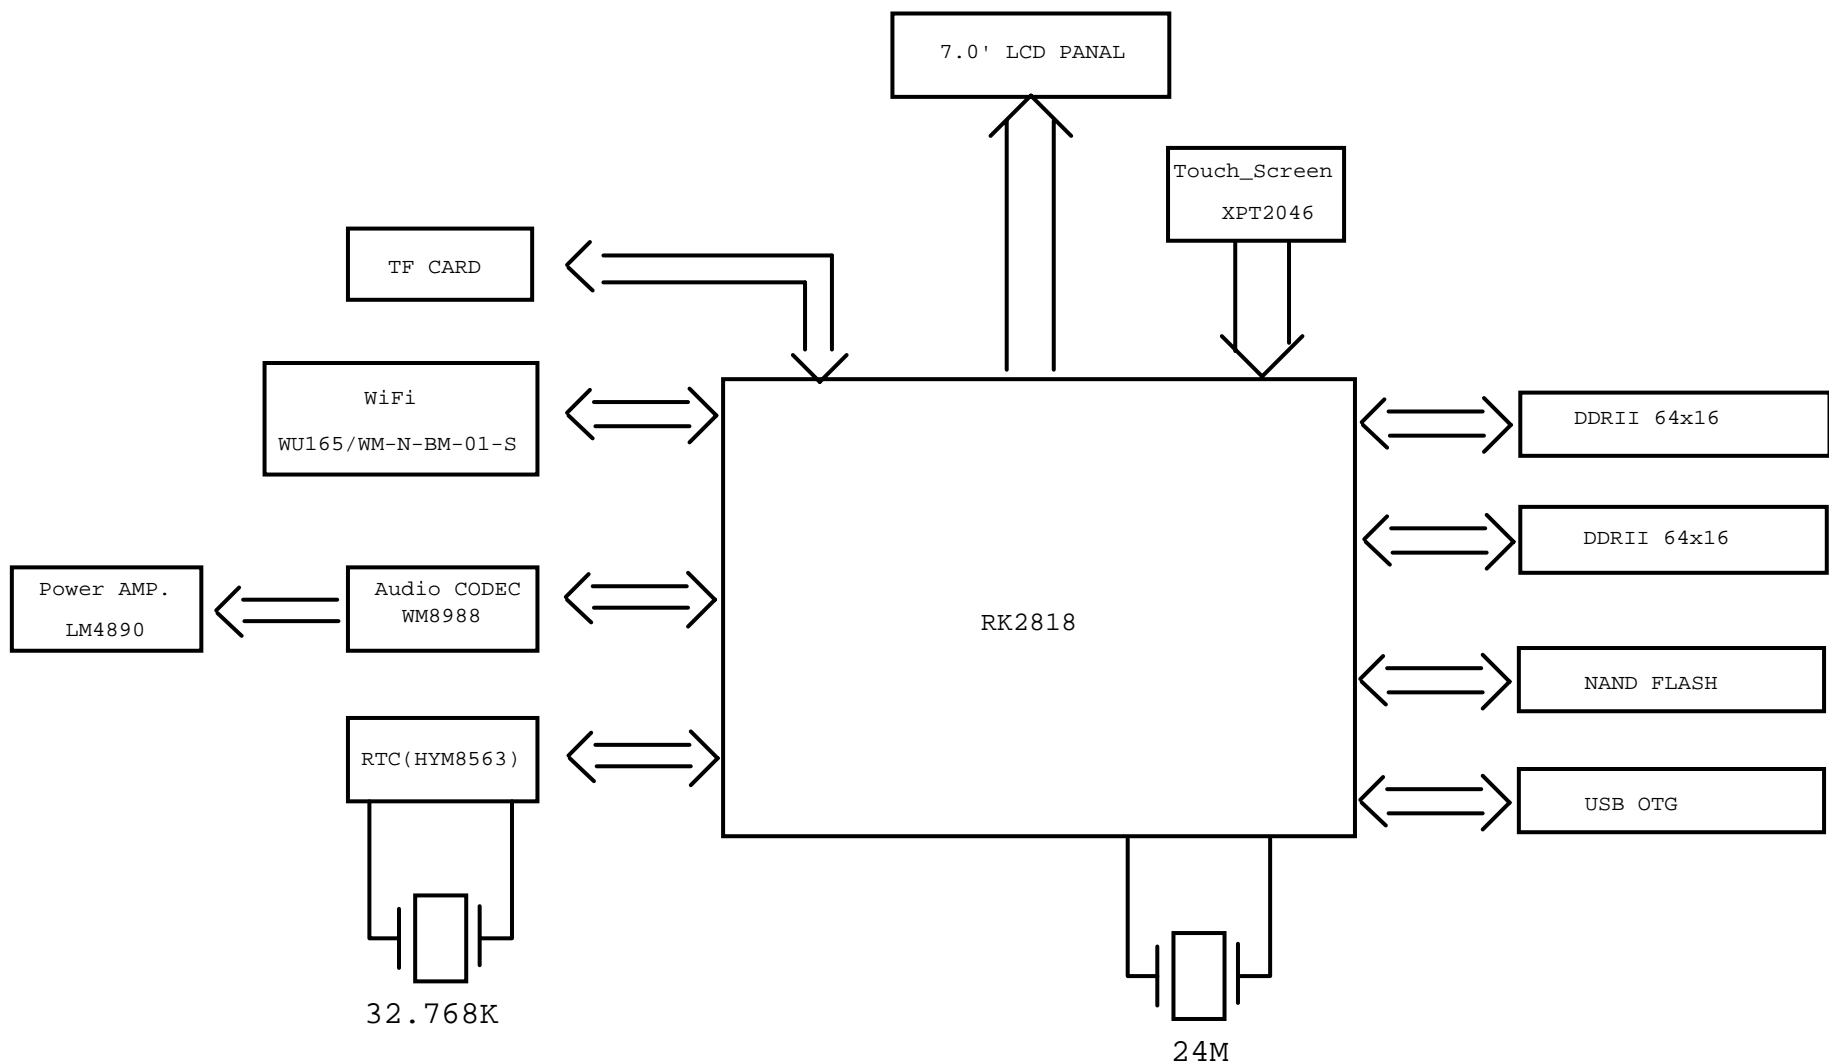 7.0' LCD PANAL
Touch_Screen
XPT2046
TF CARD
WiFi
WU165/WM-N-BM-01-S
DDRII 64x16
DDRII 64x16
Power AMP.
LM4890
Audio CODEC
WM8988
RK2818
NAND FLASH
RTC(HYM8563)
USB OTG
32.768K
24M